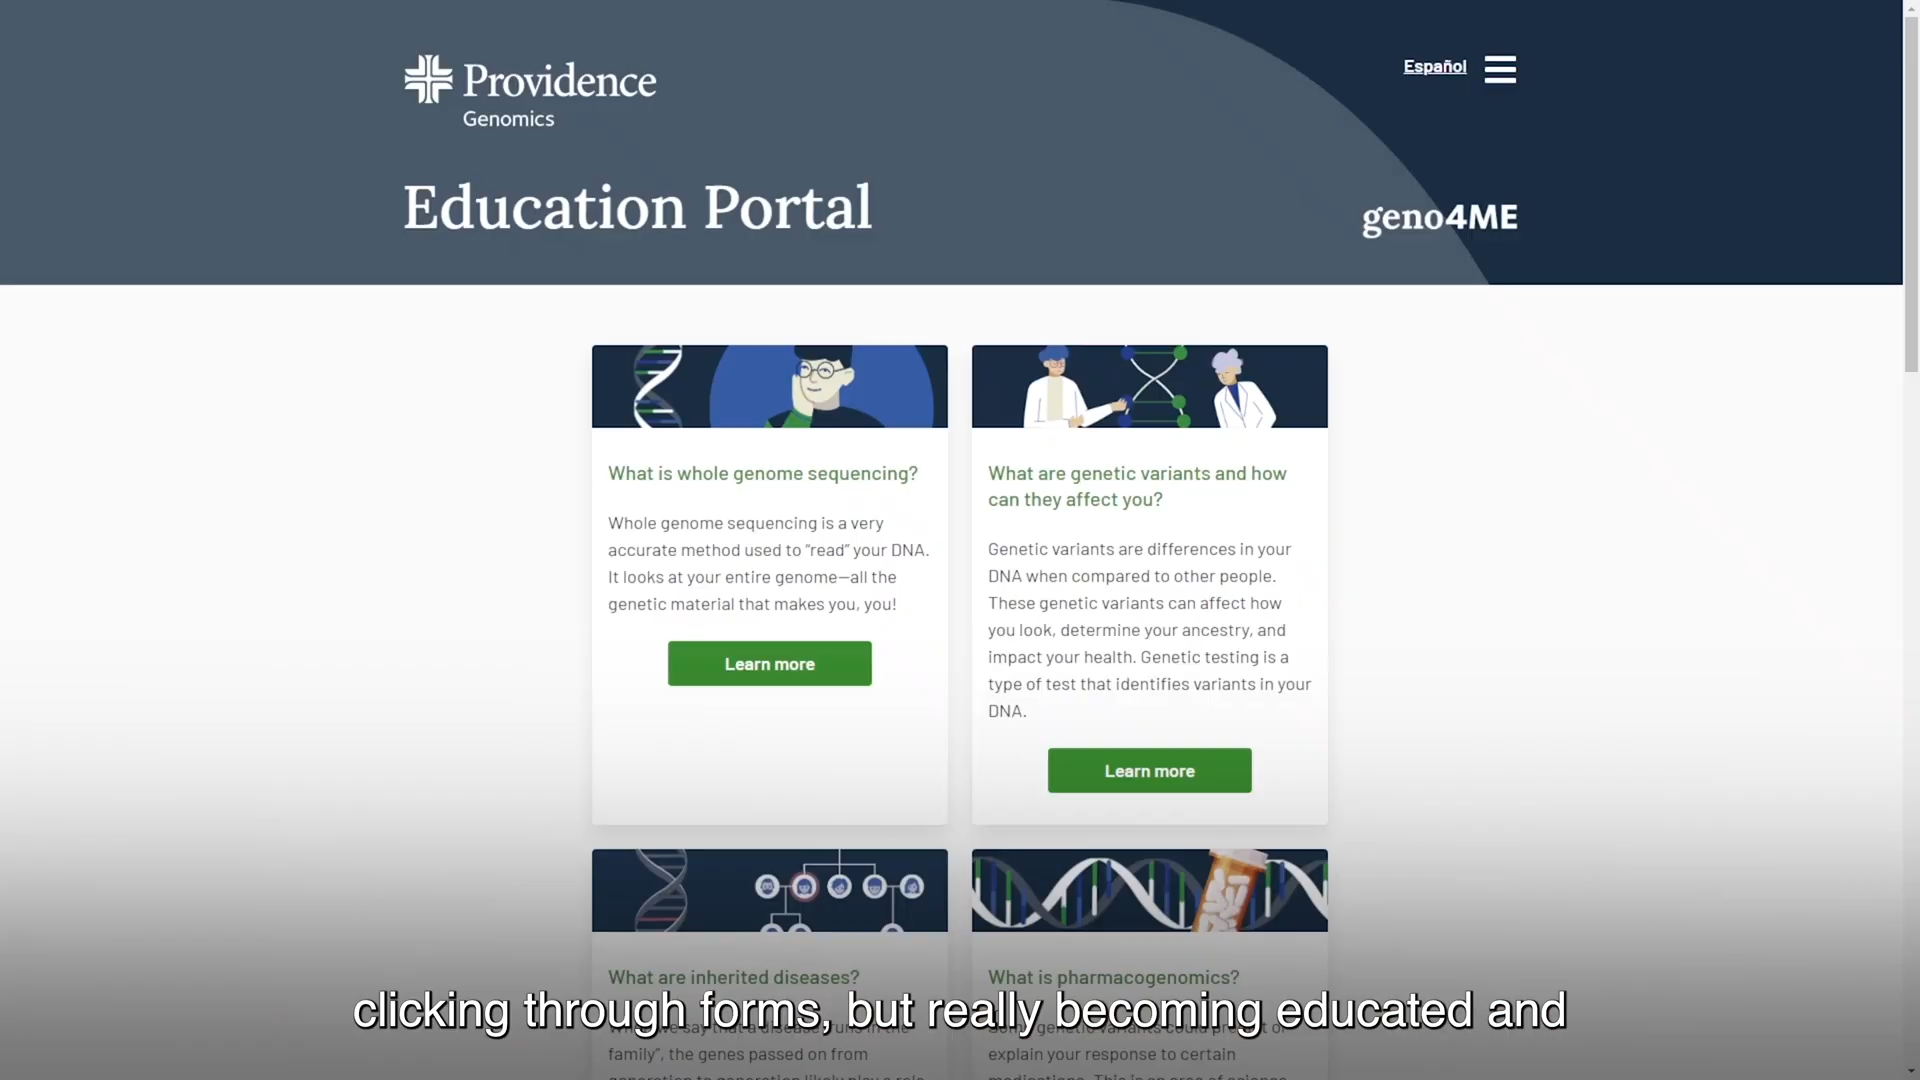 Providence
Genomics
Español
Education Portal
geno4ME
What is whole genome sequencing?
Whole genome sequencing is a very
accurate method used to “read” your DNA.
It looks at your entire genome—all the
genetic material that makes you, you!
Learn more
What are genetic variants and how
can they affect you?
Genetic variants are differences in your
DNA when compared to other people.
These genetic variants can affect how
you look, determine your ancestry, and
impact your health. Genetic testing is a
type of test that identifies variants in your
DNA.
Learn more
What are inherited diseases?
family”, the genes passed on from
What is pharmacogenomics?
explain your response to certain
clicking through forms, but really becoming educated and